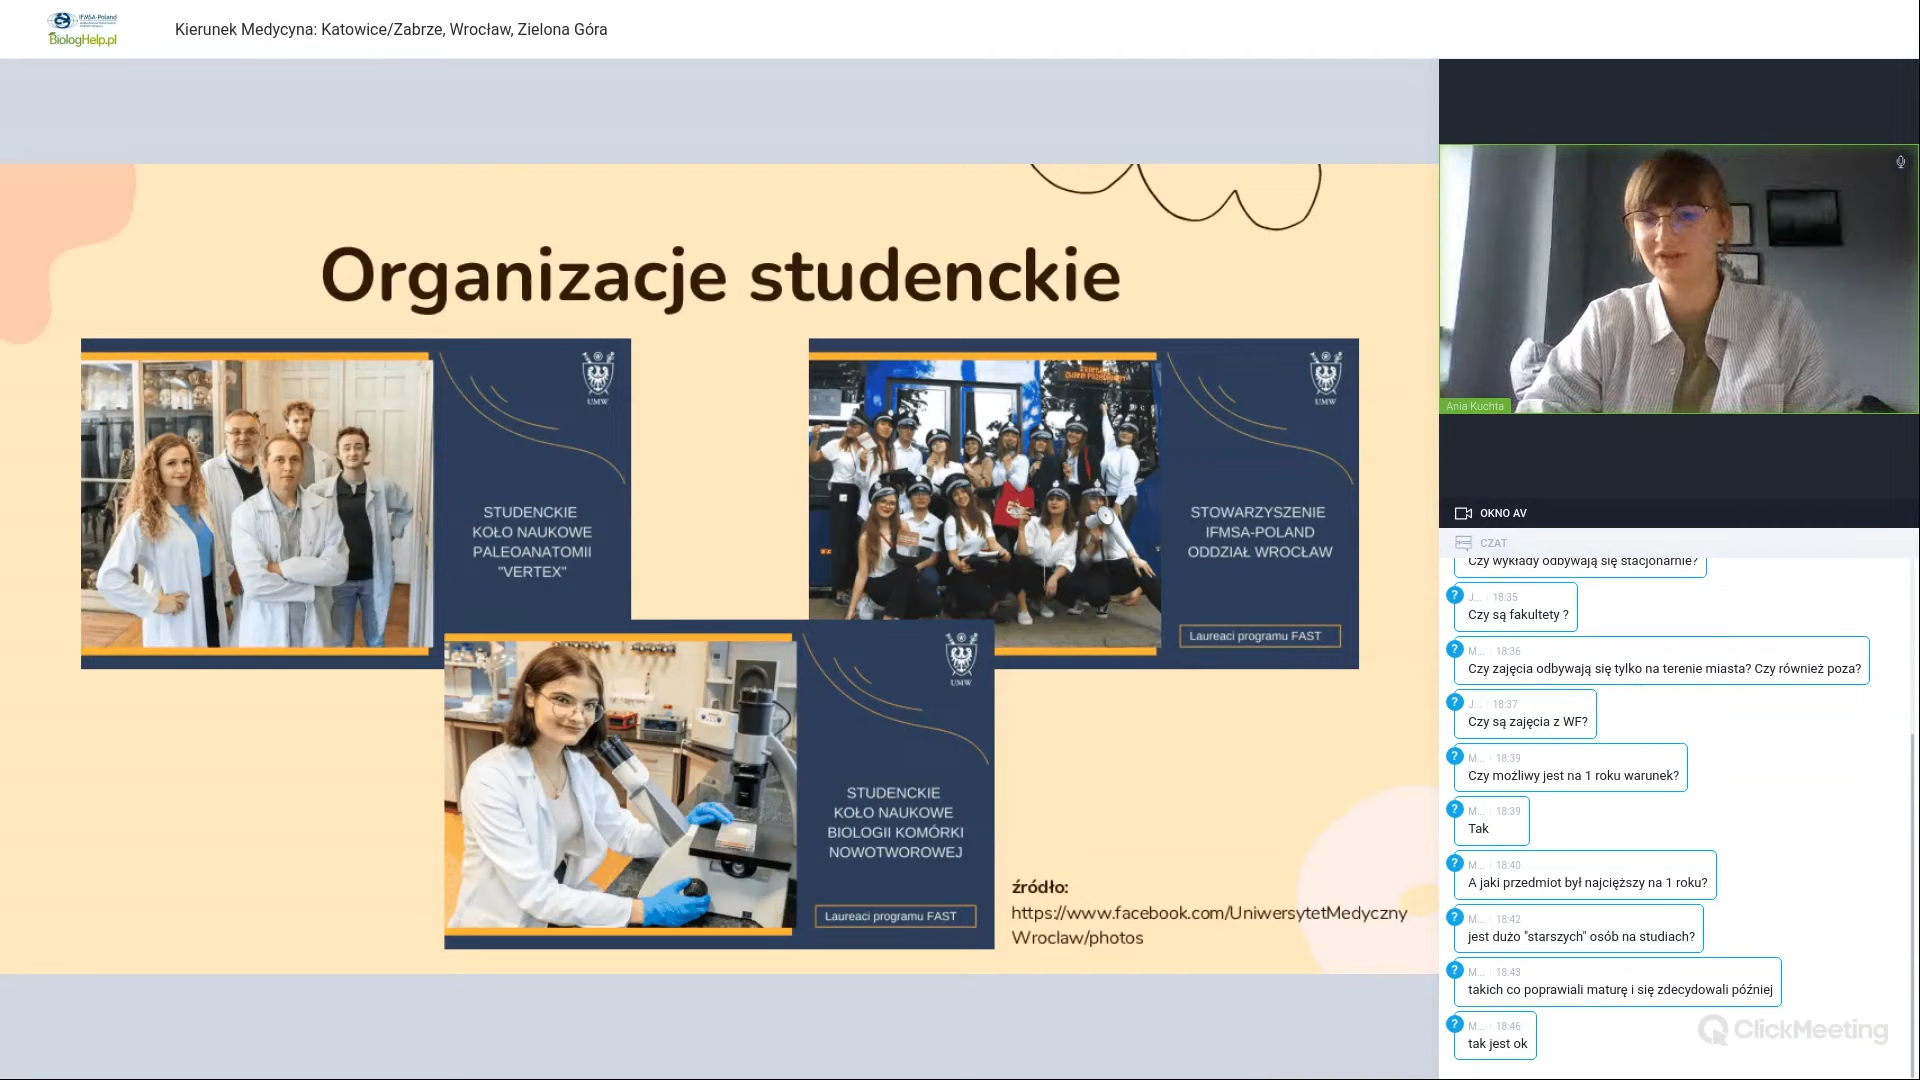 IFMSA-Poland
BiologHelp.pl
Kierunek Medycyna: Katowice/Zabrze, Wrocław, Zielona Góra
Organizacje studenckie
UMW
STUDENCKIE
KOŁO NAUKOWE
PALEOANATOMII
"VERTEX"
UMW
STOWARZYSZENIE
IFMSA-POLAND
ODDZIAŁ WROCŁAW
Laureaci programu FAST
UMW
STUDENCKIE
KOŁO NAUKOWE
BIOLOGII KOMÓRKI
NOWOTWOROWEJ
Laureaci programu FAST
źródło:
https://www.facebook.com/UniwersytetMedyczny
Wroclaw/photos
Ania Kuchta
OKNO AV
CZAT
Czy wykłady odbywają się stacjonarnie?
? J... 18:35
Czy są fakultety ?
? M... 18:36
Czy zajęcia odbywają się tylko na terenie miasta? Czy również poza?
? J... 18:37
Czy są zajęcia z WF?
? M... 18:39
Czy możliwy jest na 1 roku warunek?
? M... 18:39
Tak
? M... 18:40
A jaki przedmiot był najcięższy na 1 roku?
? M... 18:42
jest dużo "starszych" osób na studiach?
? M... 18:43
takich co poprawiali maturę i się zdecydowali później
? M... 18:46
tak jest ok
ClickMeeting